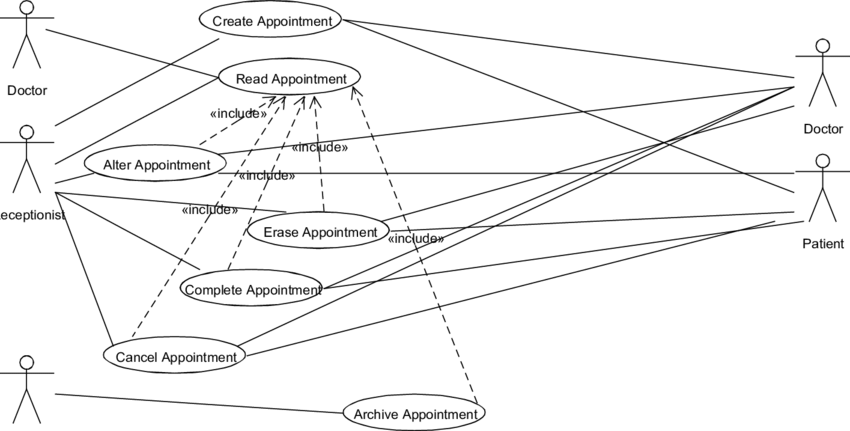 Create Appointment
Read Appointment
Doctor
«include»
Doctor
«include»
Alter Appointment
«include»
«include»
eceptionist
Erase Appointment
«include»
Patient
Complete Appointment
Cancel Appointment
Archive Appointment